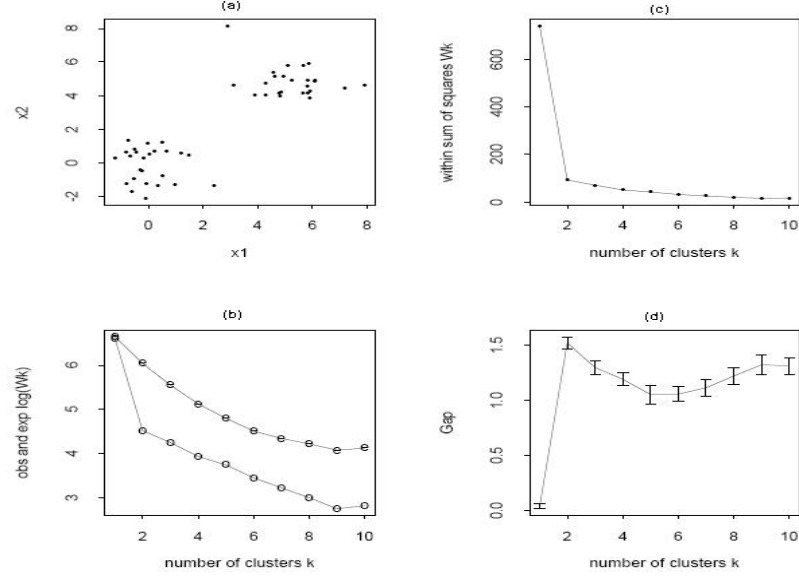 (a)
x2
8
6
4
2
0
-2
0 2 4 6 8
x1
(c)
within sum of squares Wk
600
400
200
0
2 4 6 8 10
number of clusters k
(b)
obs and exp log(Wk)
6
5
4
3
2 4 6 8 10
number of clusters k
(d)
Gap
1.5
1.0
0.5
0.0
2 4 6 8 10
number of clusters k